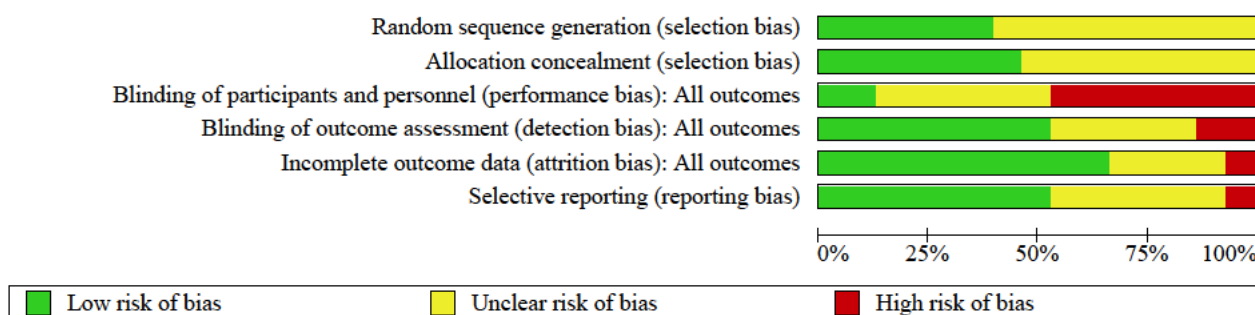 Random sequence generation (selection bias)
Allocation concealment (selection bias)
Blinding of participants and personnel (performance bias): All outcomes
Blinding of outcome assessment (detection bias): All outcomes
Incomplete outcome data (attrition bias): All outcomes
Selective reporting (reporting bias)
0% 25% 50% 75% 100%
Low risk of bias Unclear risk of bias High risk of bias